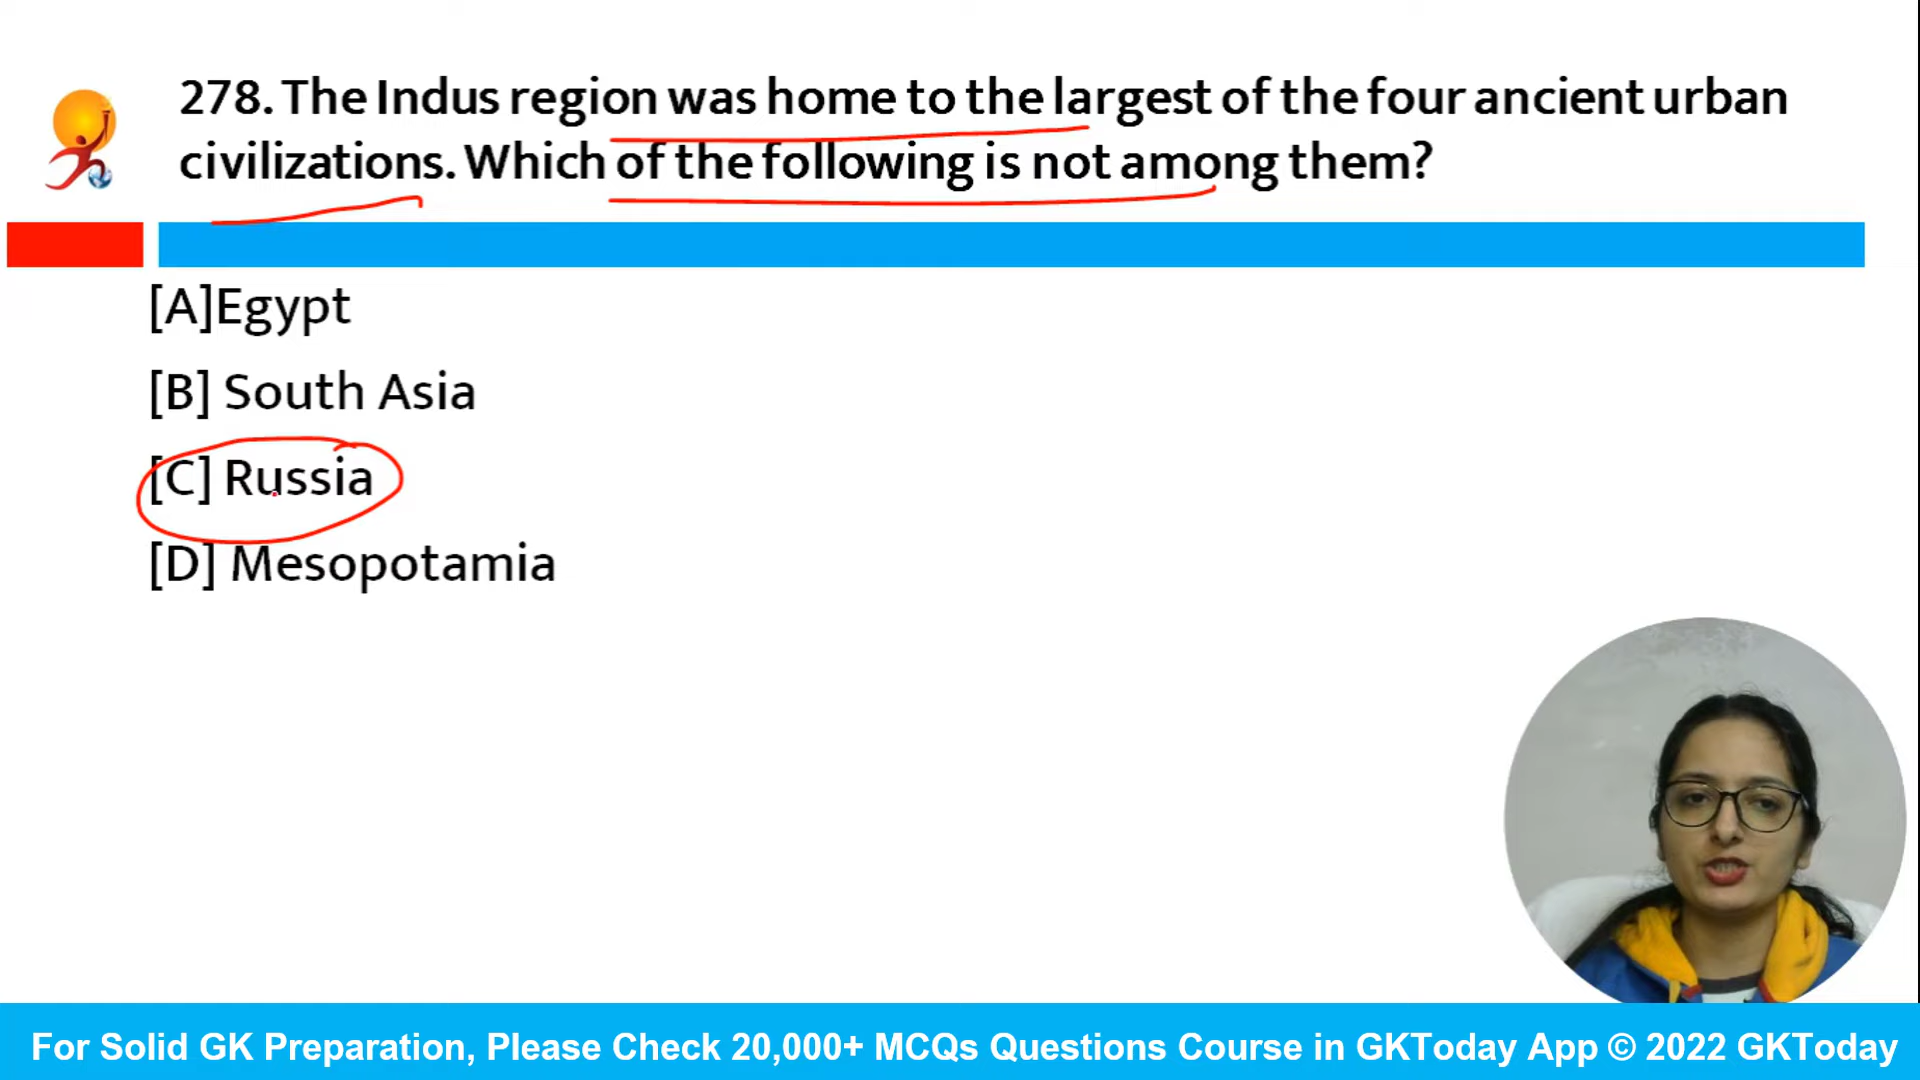 278. The Indus region was home to the largest of the four ancient urban
civilizations. Which of the following is not among them?
[A]Egypt
[B] South Asia
[C] Russia
[D] Mesopotamia
For Solid GK Preparation, Please Check 20,000+ MCQs Questions Course in GKToday App © 2022 GKToday